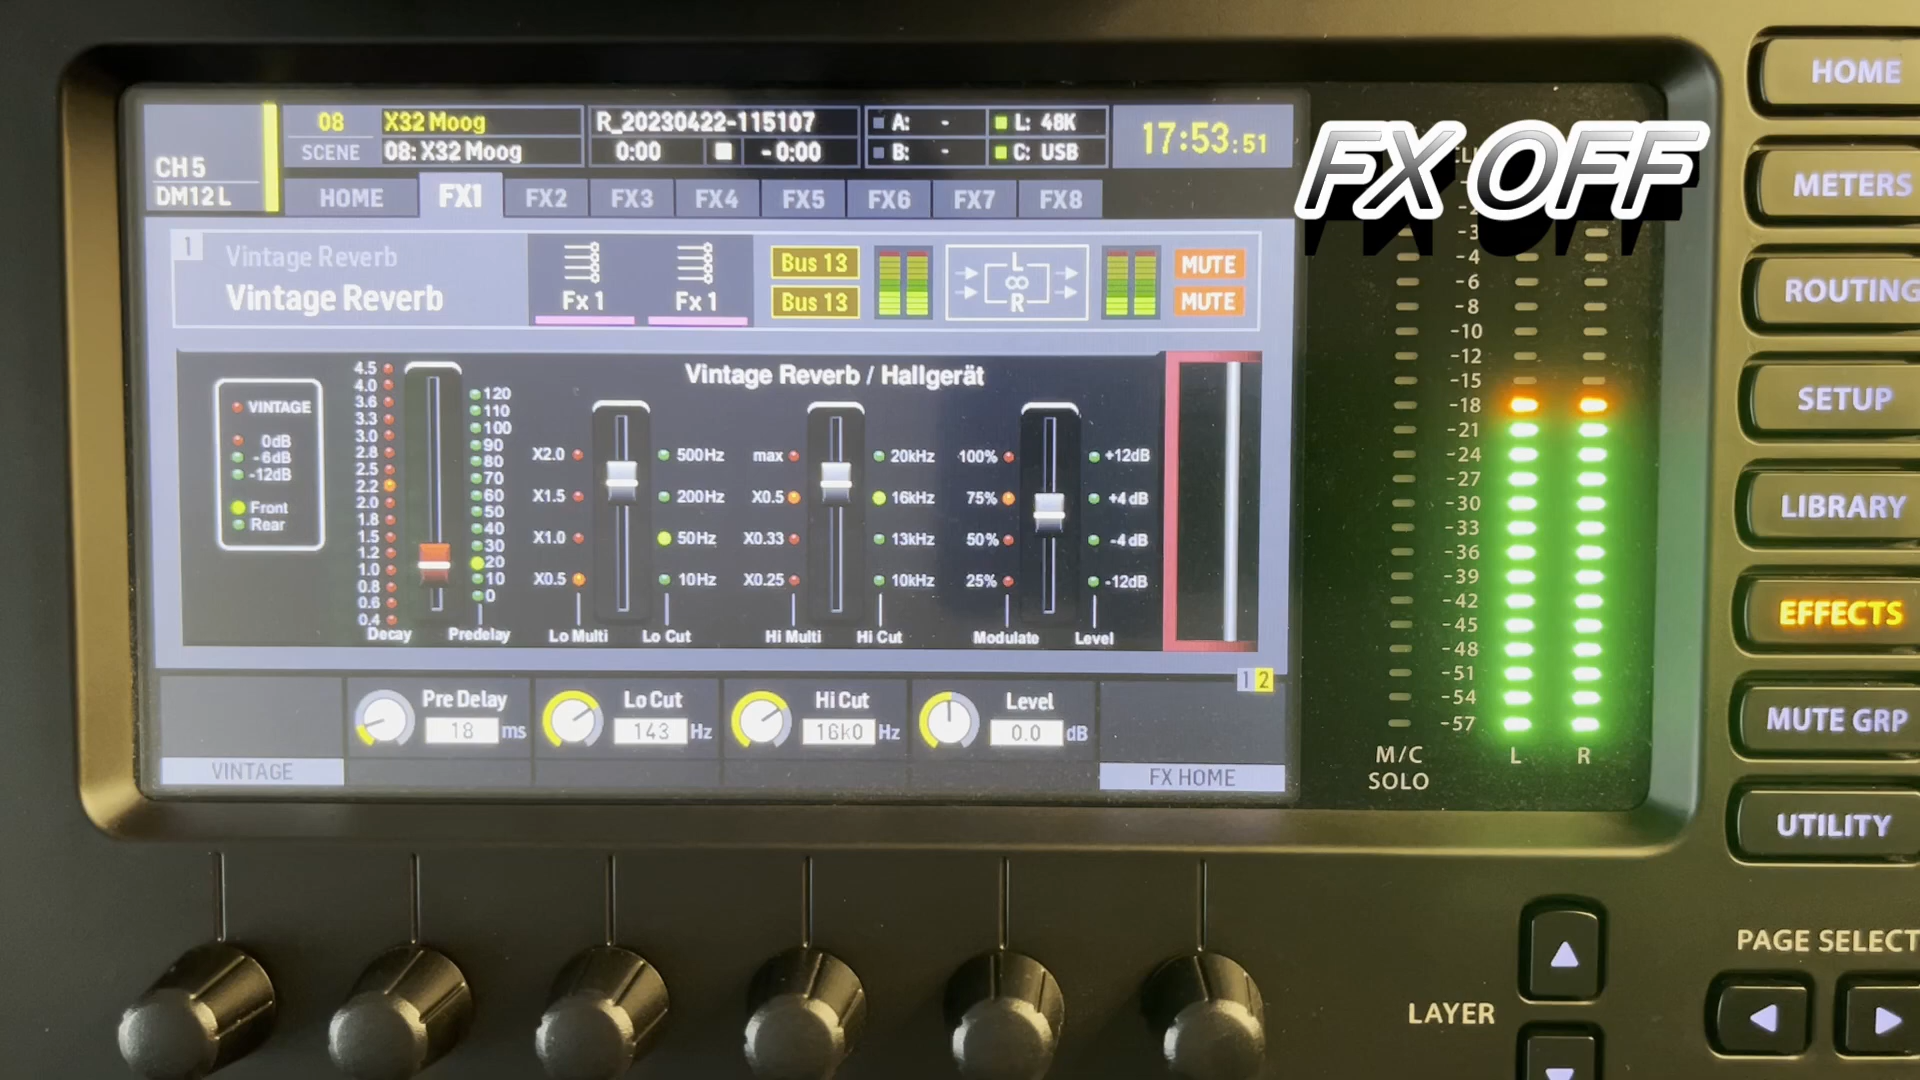 FX OFF
CH 5
DM12 L
08
SCENE
X32 Moog
08: X32 Moog
R_20230422-115107
0:00
- 0:00
A: -
B: -
L: 48K
C: USB
17:53:51
HOME
FX1
FX2
FX3
FX4
FX5
FX6
FX7
FX8
1
Vintage Reverb
Vintage Reverb
Fx 1
Fx 1
Bus 13
Bus 13
L
∞
R
MUTE
MUTE
Vintage Reverb / Hallgerät
VINTAGE
0dB
-6dB
-12dB
Front
Rear
4.5
4.0
3.6
3.3
3.0
2.8
2.5
2.2
2.0
1.8
1.5
1.2
1.0
0.8
0.6
0.4
Decay
120
110
100
90
80
70
60
50
40
30
20
10
0
Predelay
X2.0
X1.5
X1.0
X0.5
Lo Multi
500Hz
200Hz
50Hz
10Hz
Lo Cut
max
X0.5
X0.33
X0.25
Hi Multi
20kHz
16kHz
13kHz
10kHz
Hi Cut
100%
75%
50%
25%
Modulate
+12dB
+4 dB
-4 dB
-12dB
Level
1 2
Pre Delay
18 ms
Lo Cut
143 Hz
Hi Cut
16k0 Hz
Level
0.0 dB
VINTAGE
FX HOME
-3
-4
-6
-8
-10
-12
-15
-18
-21
-24
-27
-30
-33
-36
-39
-42
-45
-48
-51
-54
-57
M/C
SOLO
L
R
HOME
METERS
ROUTING
SETUP
LIBRARY
EFFECTS
MUTE GRP
UTILITY
PAGE SELECT
LAYER